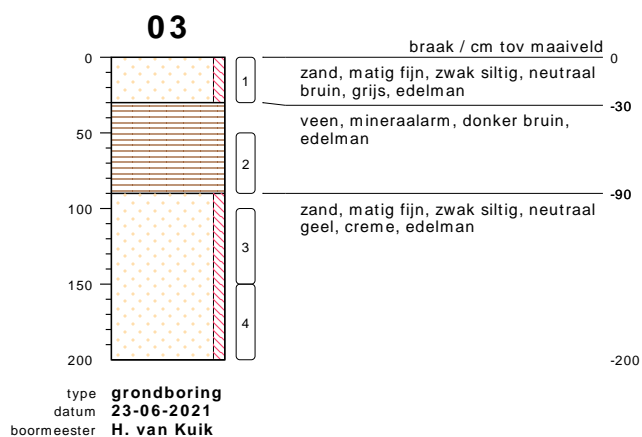 03
braak / cm tov maaiveld
0
0
zand, matig fijn, zwak siltig, neutraal
bruin, grijs, edelman
1
-30
veen, mineraalarm, donker bruin,
edelman
50
2
-90
zand, matig fijn, zwak siltig, neutraal
geel, creme, edelman
100
3
150
4
200
-200
type grondboring
datum 23-06-2021
boormeester H. van Kuik